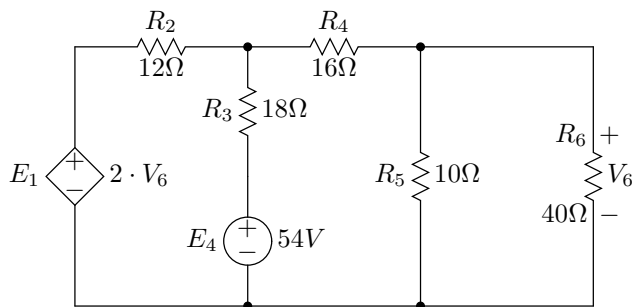 R2 R4
12Ω 16Ω
R3 18Ω
R6 +
E1 + − 2 · V6
R5 10Ω
V6
40Ω −
E4 + − 54V